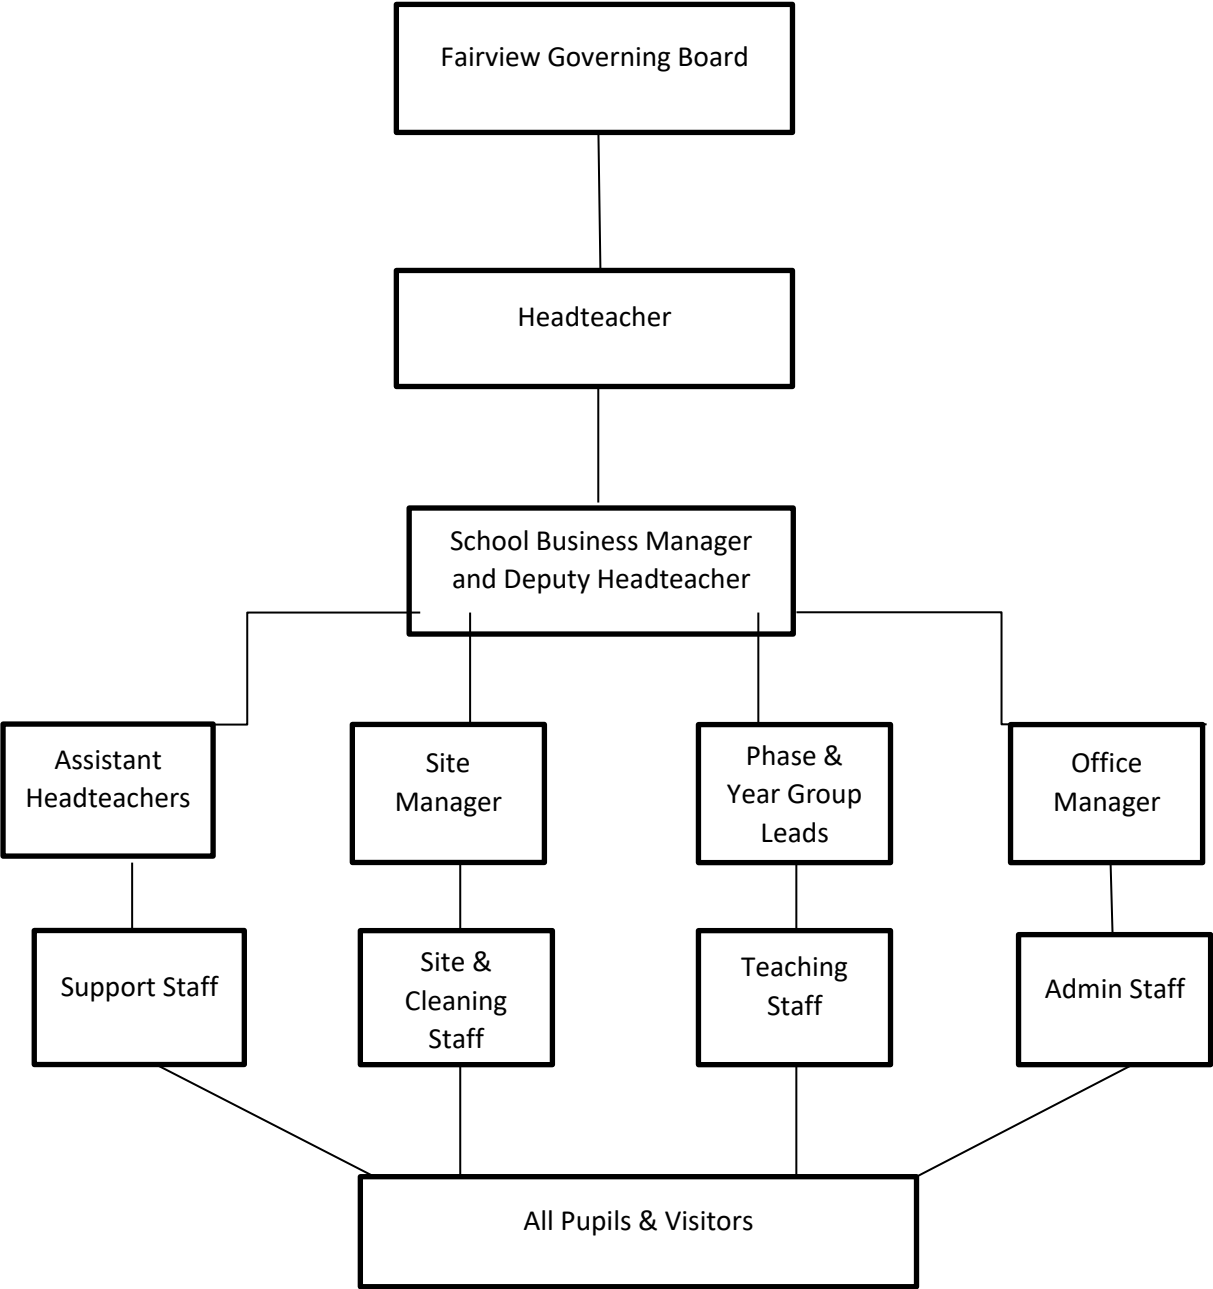 Fairview Governing Board
Headteacher
School Business Manager
and Deputy Headteacher
Assistant
Headteachers
Site
Manager
Phase &
Year Group
Leads
Office
Manager
Support Staff
Site &
Cleaning
Staff
Teaching
Staff
Admin Staff
All Pupils & Visitors